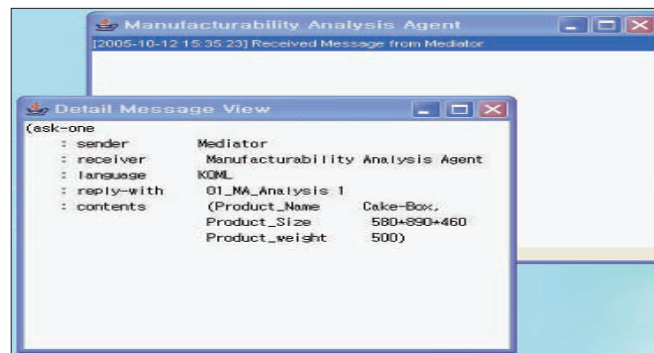 Manufacturability Analysis Agent
[2005-10-12 15:35:23] Received Message from Mediator
Detail Message View
(ask-one
: sender Mediator
: receiver Manufacturability Analysis Agent
: language KQML
: reply-with 01_MA_Analysis 1
: contents (Product_Name Cake-Box,
Product_Size 580*890*460
Product_weight 500)